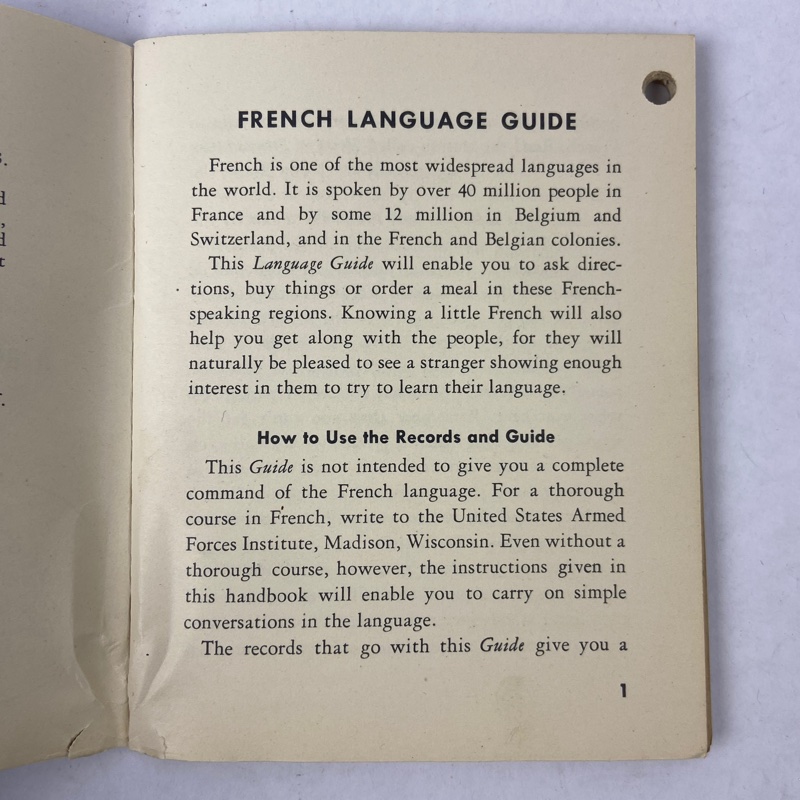 FRENCH LANGUAGE GUIDE
French is one of the most widespread languages in
the world. It is spoken by over 40 million people in
France and by some 12 million in Belgium and
Switzerland, and in the French and Belgian colonies.
This Language Guide will enable you to ask direc-
tions, buy things or order a meal in these French-
speaking regions. Knowing a little French will also
help you get along with the people, for they will
naturally be pleased to see a stranger showing enough
interest in them to try to learn their language.
How to Use the Records and Guide
This Guide is not intended to give you a complete
command of the French language. For a thorough
course in French, write to the United States Armed
Forces Institute, Madison, Wisconsin. Even without a
thorough course, however, the instructions given in
this handbook will enable you to carry on simple
conversations in the language.
The records that go with this Guide give you a
1